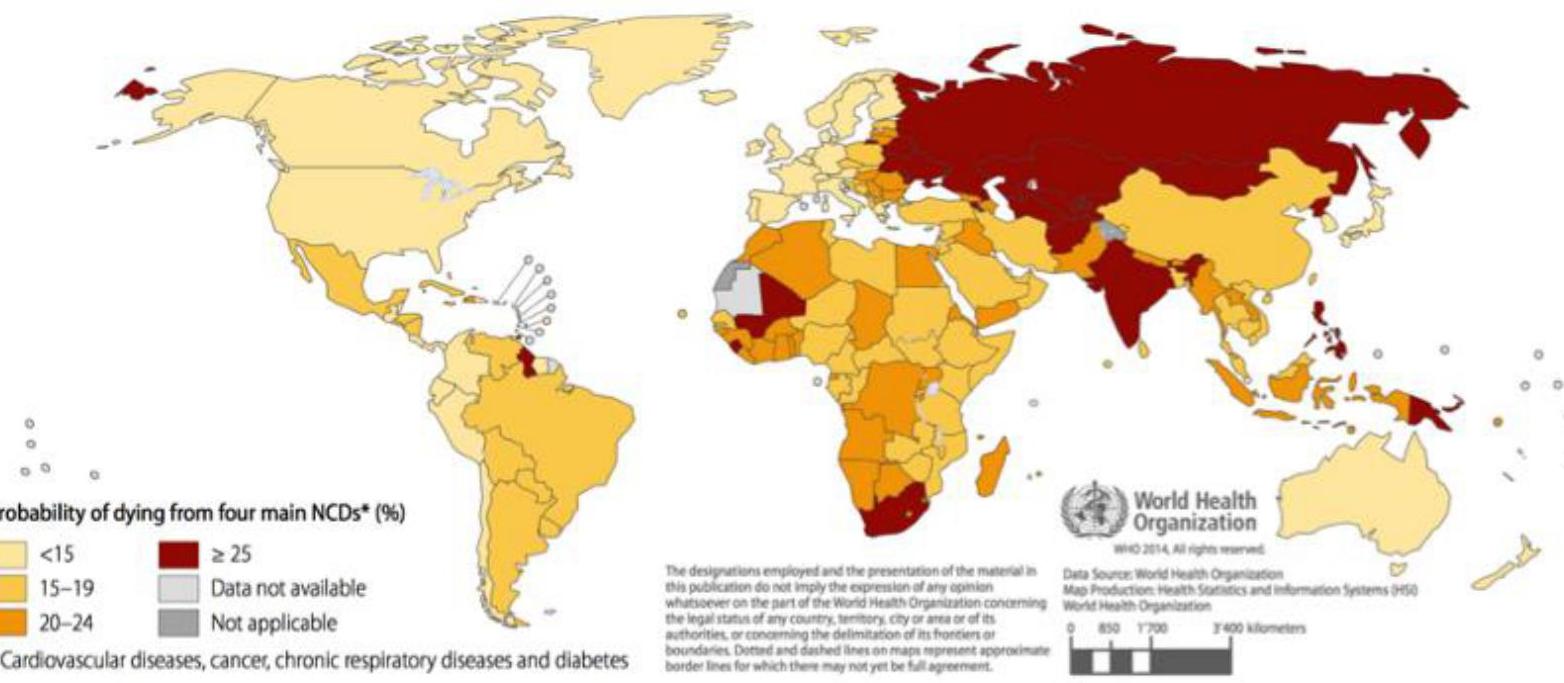 robability of dying from four main NCDs* (%)
<15
15–19
20–24
≥ 25
Data not available
Not applicable
Cardiovascular diseases, cancer, chronic respiratory diseases and diabetes
The designations employed and the presentation of the material in
this publication do not imply the expression of any opinion
whatsoever on the part of the World Health Organization concerning
the legal status of any country, territory, city or area or of its
authorities, or concerning the delimitation of its frontiers or
boundaries. Dotted and dashed lines on maps represent approximate
border lines for which there may not yet be full agreement.
World Health
Organization
WHO 2014. All rights reserved.
Data Source: World Health Organization
Map Production: Health Statistics and Information Systems (HSI)
World Health Organization
0 850 1'700 3'400 kilometers